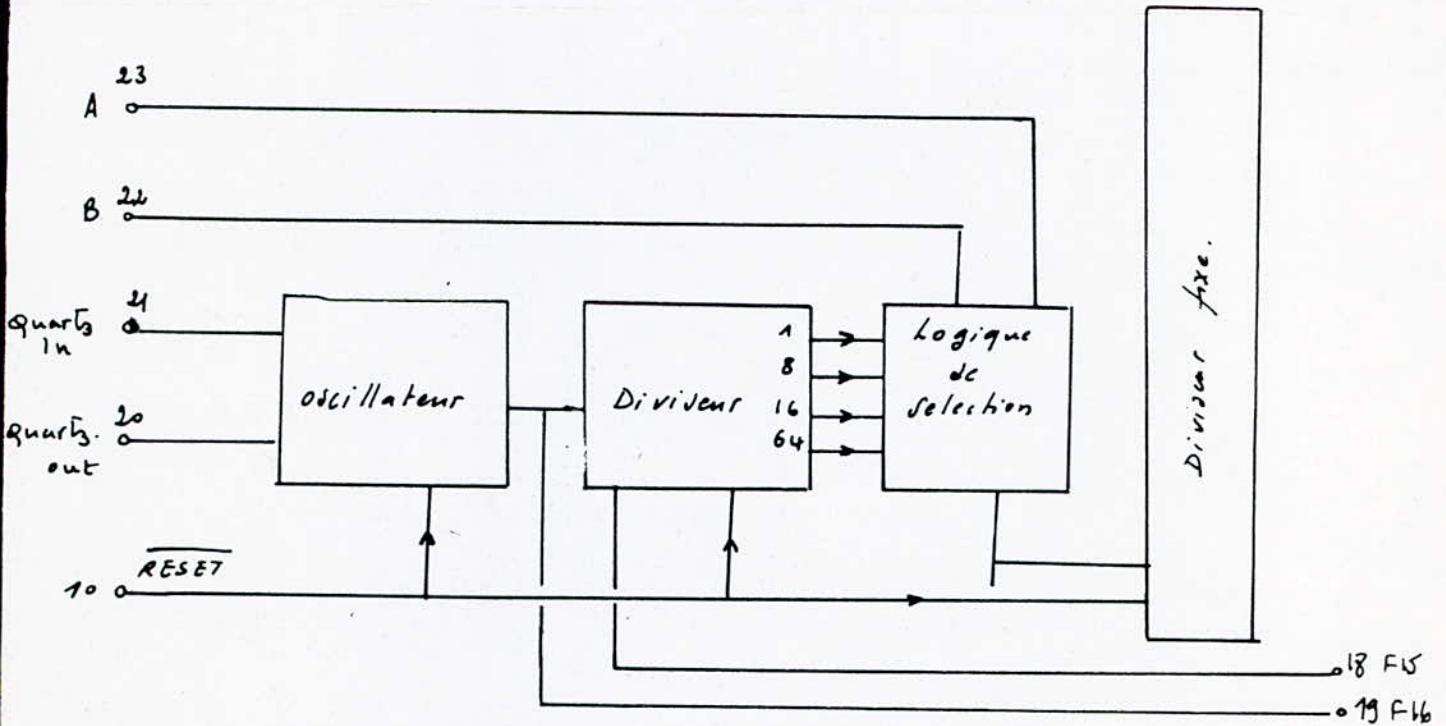 23
A
22
B
21
Quartz
In
20
Quartz.
out
oscillateur
Diviseur
1
8
16
64
Logique
de
selection
Diviseur fixe.
RESET
10
18 F15
19 F16